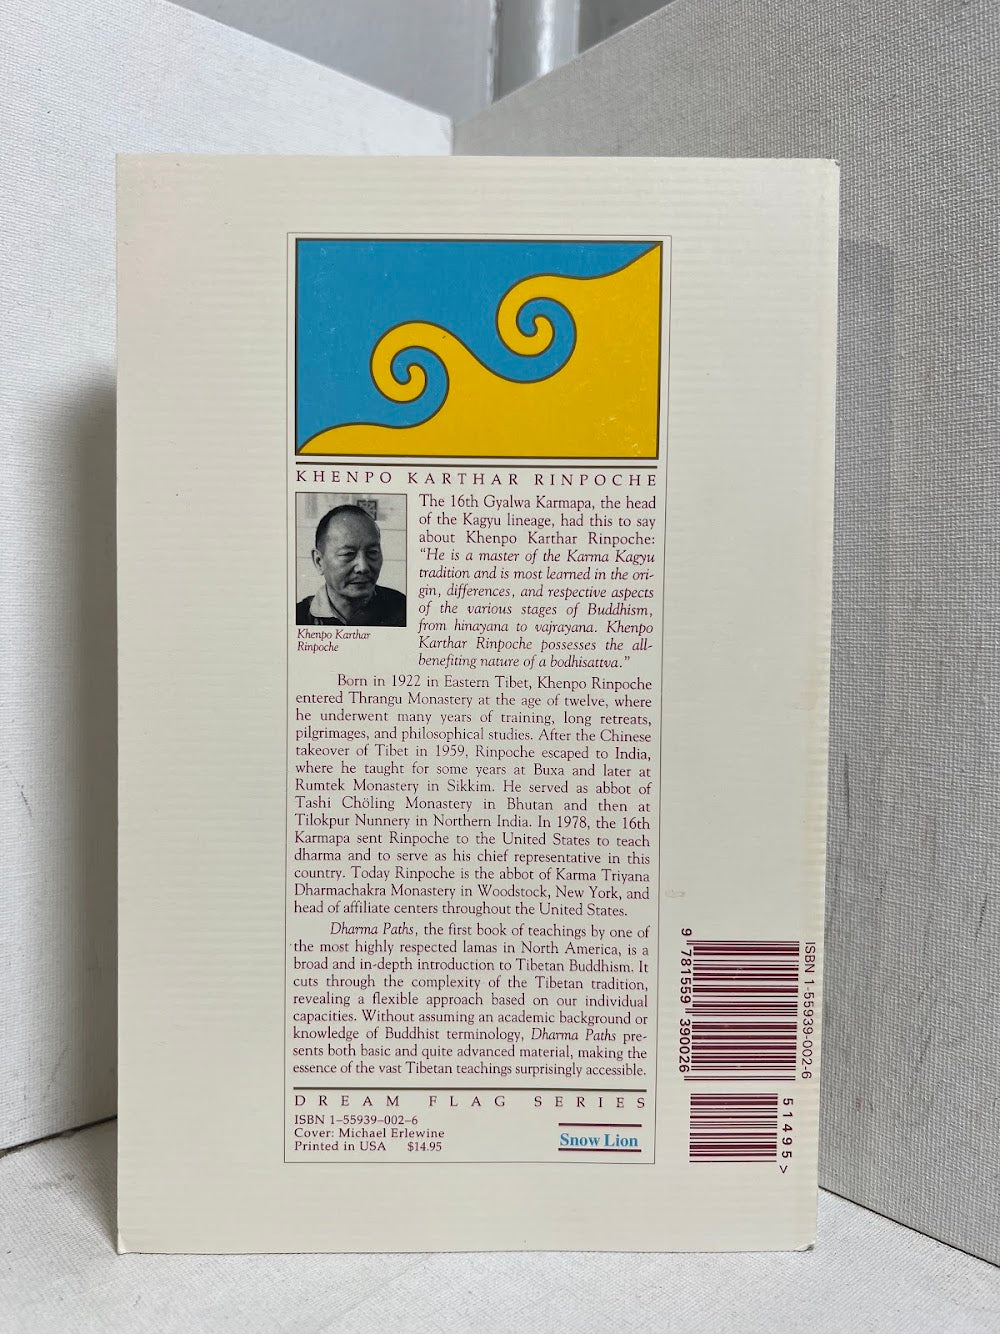 KHENPO KARTHAR RINPOCHE
The 16th Gyalwa Karmapa, the head
of the Kagyu lineage, had this to say
about Khenpo Karthar Rinpoche:
“He is a master of the Karma Kagyu
tradition and is most learned in the ori-
gin, differences, and respective aspects
of the various stages of Buddhism,
from hinayana to vajrayana. Khenpo
Karthar Rinpoche possesses the all-
benefiting nature of a bodhisattva.”
Khenpo Karthar
Rinpoche
Born in 1922 in Eastern Tibet, Khenpo Rinpoche
entered Thrangu Monastery at the age of twelve, where
he underwent many years of training, long retreats,
pilgrimages, and philosophical studies. After the Chinese
takeover of Tibet in 1959, Rinpoche escaped to India,
where he taught for some years at Buxa and later at
Rumtek Monastery in Sikkim. He served as abbot of
Tashi Chöling Monastery in Bhutan and then at
Tilokpur Nunnery in Northern India. In 1978, the 16th
Karmapa sent Rinpoche to the United States to teach
dharma and to serve as his chief representative in this
country. Today Rinpoche is the abbot of Karma Triyana
Dharmachakra Monastery in Woodstock, New York, and
head of affiliate centers throughout the United States.
Dharma Paths, the first book of teachings by one of
the most highly respected lamas in North America, is a
broad and in-depth introduction to Tibetan Buddhism. It
cuts through the complexity of the Tibetan tradition,
revealing a flexible approach based on our individual
capacities. Without assuming an academic background or
knowledge of Buddhist terminology, Dharma Paths pre-
sents both basic and quite advanced material, making the
essence of the vast Tibetan teachings surprisingly accessible.
DREAM FLAG SERIES
ISBN 1-55939-002-6
Cover: Michael Erlewine
Printed in USA $14.95
Snow Lion
ISBN 1-55939-002-6
9 781559 390026
51495>